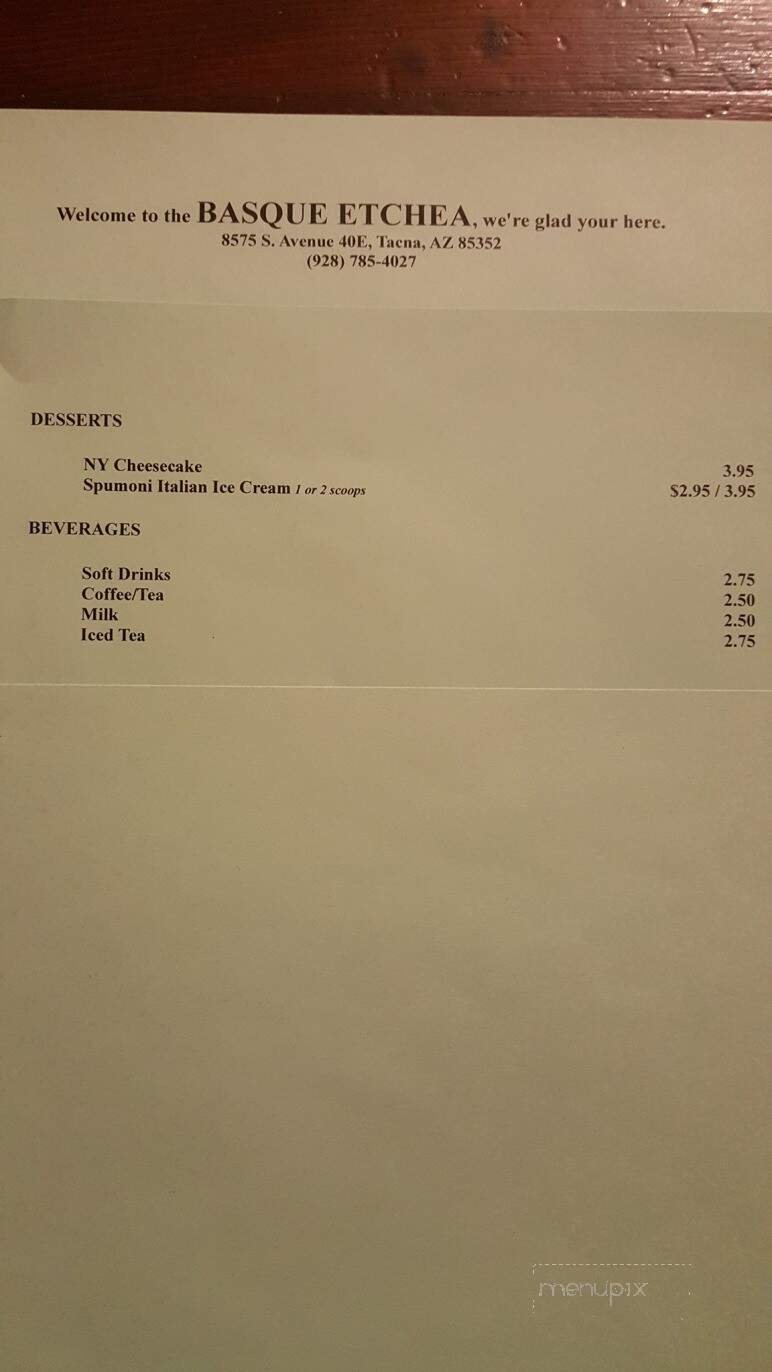 Welcome to the BASQUE ETCHEA, we're glad your here.
8575 S. Avenue 40E, Tacna, AZ 85352
(928) 785-4027
DESSERTS
NY Cheesecake 3.95
Spumoni Italian Ice Cream 1 or 2 scoops $2.95 / 3.95
BEVERAGES
Soft Drinks 2.75
Coffee/Tea 2.50
Milk 2.50
Iced Tea 2.75
menupix